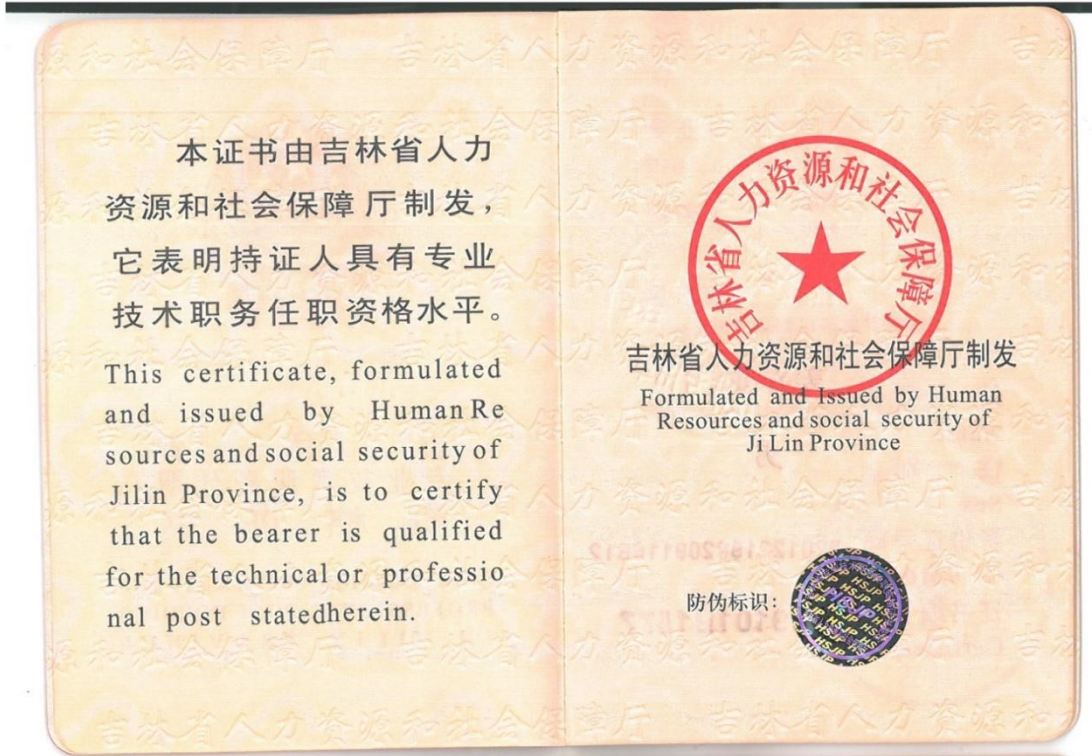 本证书由吉林省人力
资源和社会保障厅制发，
它表明持证人具有专业
技术职务任职资格水平。
This certificate, formulated
and issued by Human Re
sources and social security of
Jilin Province, is to certify
that the bearer is qualified
for the technical or professio
nal post statedherein.
吉林省人力资源和社会保障厅
吉林省人力资源和社会保障厅制发
Formulated and Issued by Human
Resources and social security of
Ji Lin Province
防伪标识：
HSJP